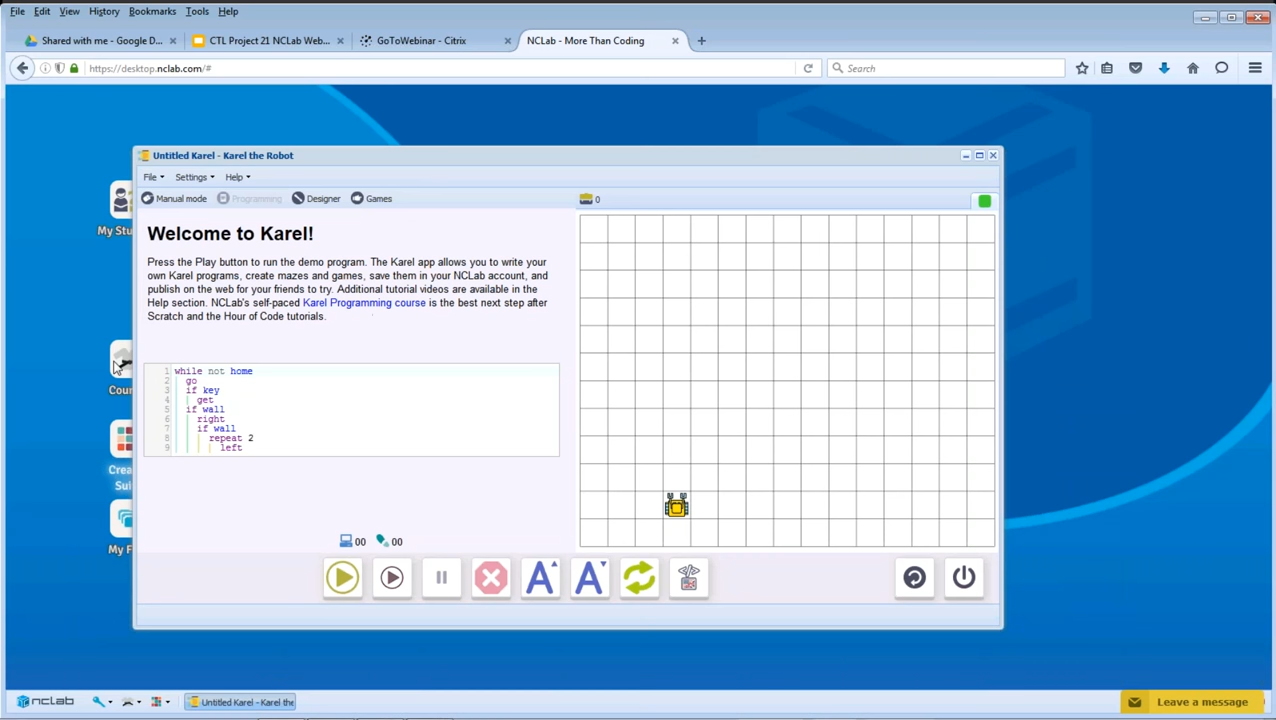 File Edit View History Bookmarks Tools Help
Shared with me - Google D... CTL Project 21 NCLab Web... GoToWebinar - Citrix NCLab - More Than Coding
https://desktop.nclab.com/# Search
Untitled Karel - Karel the Robot
File Settings Help
Manual mode Programming Designer Games 0
My Stu
Welcome to Karel!
Press the Play button to run the demo program. The Karel app allows you to write your
own Karel programs, create mazes and games, save them in your NCLab account, and
publish on the web for your friends to try. Additional tutorial videos are available in the
Help section. NCLab's self-paced Karel Programming course is the best next step after
Scratch and the Hour of Code tutorials.
Cour
1 while not home
2 go
3 if key
4 get
5 if wall
6 right
7 if wall
8 repeat 2
9 left
Crea
Sui
My F
00 00
A A
nclab Untitled Karel - Karel the Leave a message